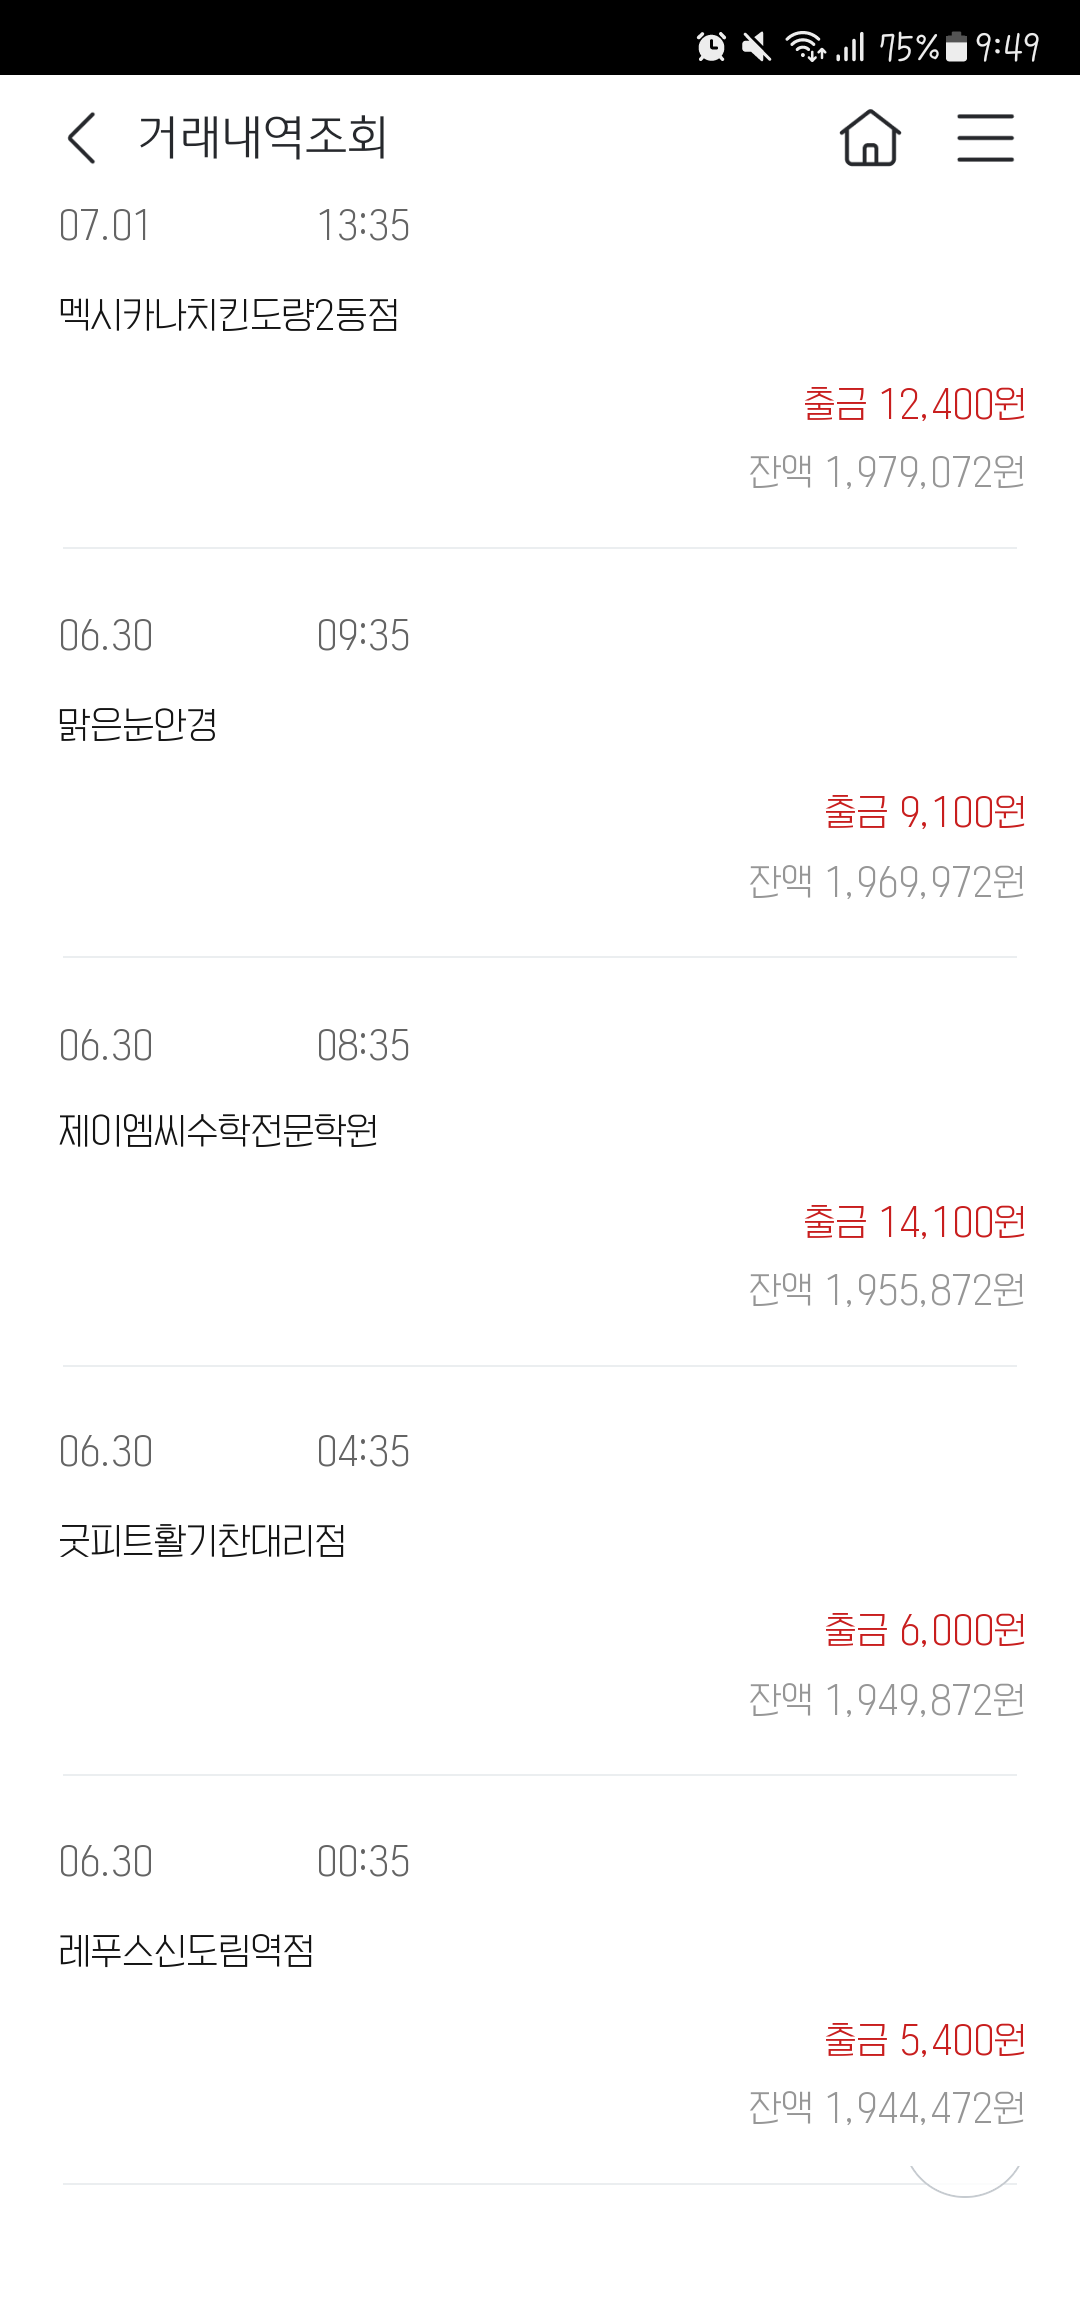 75% 9:49
거래내역조회
07.01 13:35
멕시카나치킨도량2동점
출금 12,400원
잔액 1,979,072원
06.30 09:35
맑은눈안경
출금 9,100원
잔액 1,969,972원
06.30 08:35
제이엠씨수학전문학원
출금 14,100원
잔액 1,955,872원
06.30 04:35
굿피트활기찬대리점
출금 6,000원
잔액 1,949,872원
06.30 00:35
레푸스신도림역점
출금 5,400원
잔액 1,944,472원